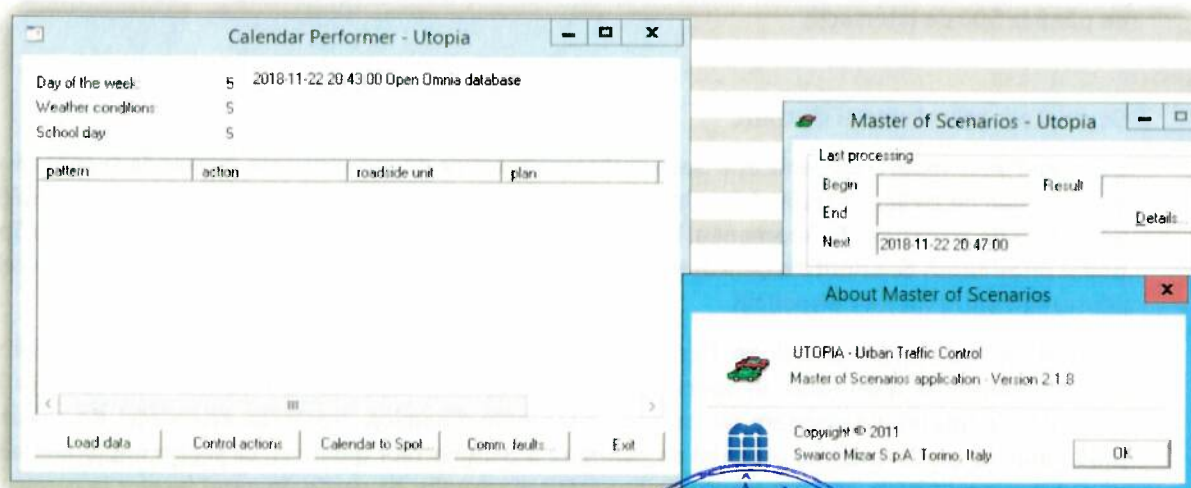 Calendar Performer - Utopia
Day of the week: 5 2018-11-22 20:43:00 Open Omnia database
Weather conditions: S
School day S
pattern action roadside unit plan
Load data Control actions Calendar to Spot... Comm. faults... Exit
Master of Scenarios - Utopia
Last processing
Begin Result
End Details...
Next 2018-11-22 20:47:00
About Master of Scenarios
UTOPIA - Urban Traffic Control
Master of Scenarios application - Version 2.1.8
Copyright © 2011
Swarco Mizar S.p.A. Torino, Italy
OK